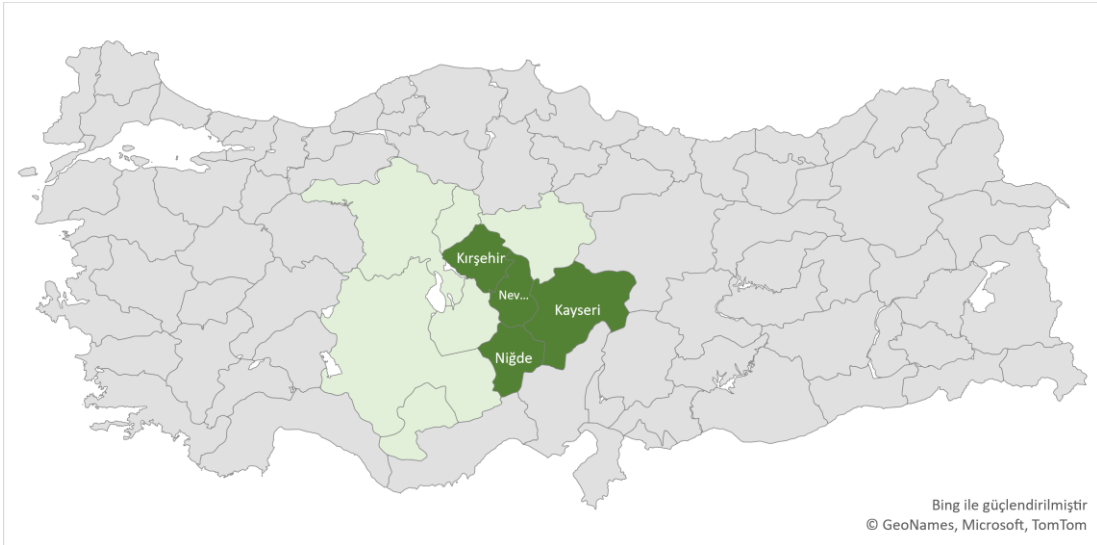 Kırşehir
Nev...
Kayseri
Niğde
Bing ile güçlendirilmiştir
© GeoNames, Microsoft, TomTom